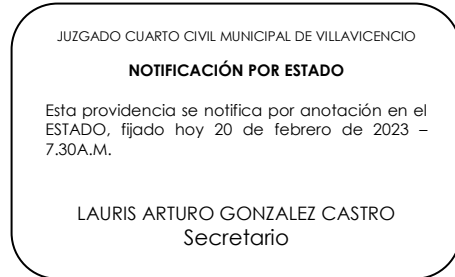 JUZGADO CUARTO CIVIL MUNICIPAL DE VILLAVICENCIO
NOTIFICACIÓN POR ESTADO
Esta providencia se notifica por anotación en el
ESTADO, fijado hoy 20 de febrero de 2023 –
7.30A.M.
LAURIS ARTURO GONZALEZ CASTRO
Secretario